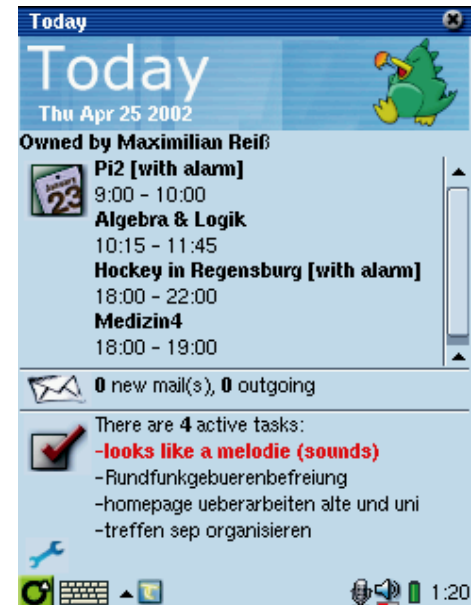 Today
Today
Thu Apr 25 2002
Owned by Maximilian Reiß
Pi2 [with alarm]
9:00 - 10:00
Algebra & Logik
10:15 - 11:45
Hockey in Regensburg [with alarm]
18:00 - 22:00
Medizin4
18:00 - 19:00
January
23
0 new mail(s), 0 outgoing
There are 4 active tasks:
-looks like a melodie (sounds)
-Rundfunkgebuerenbefreiung
-homepage ueberarbeiten alte und uni
-treffen sep organisieren
1:20